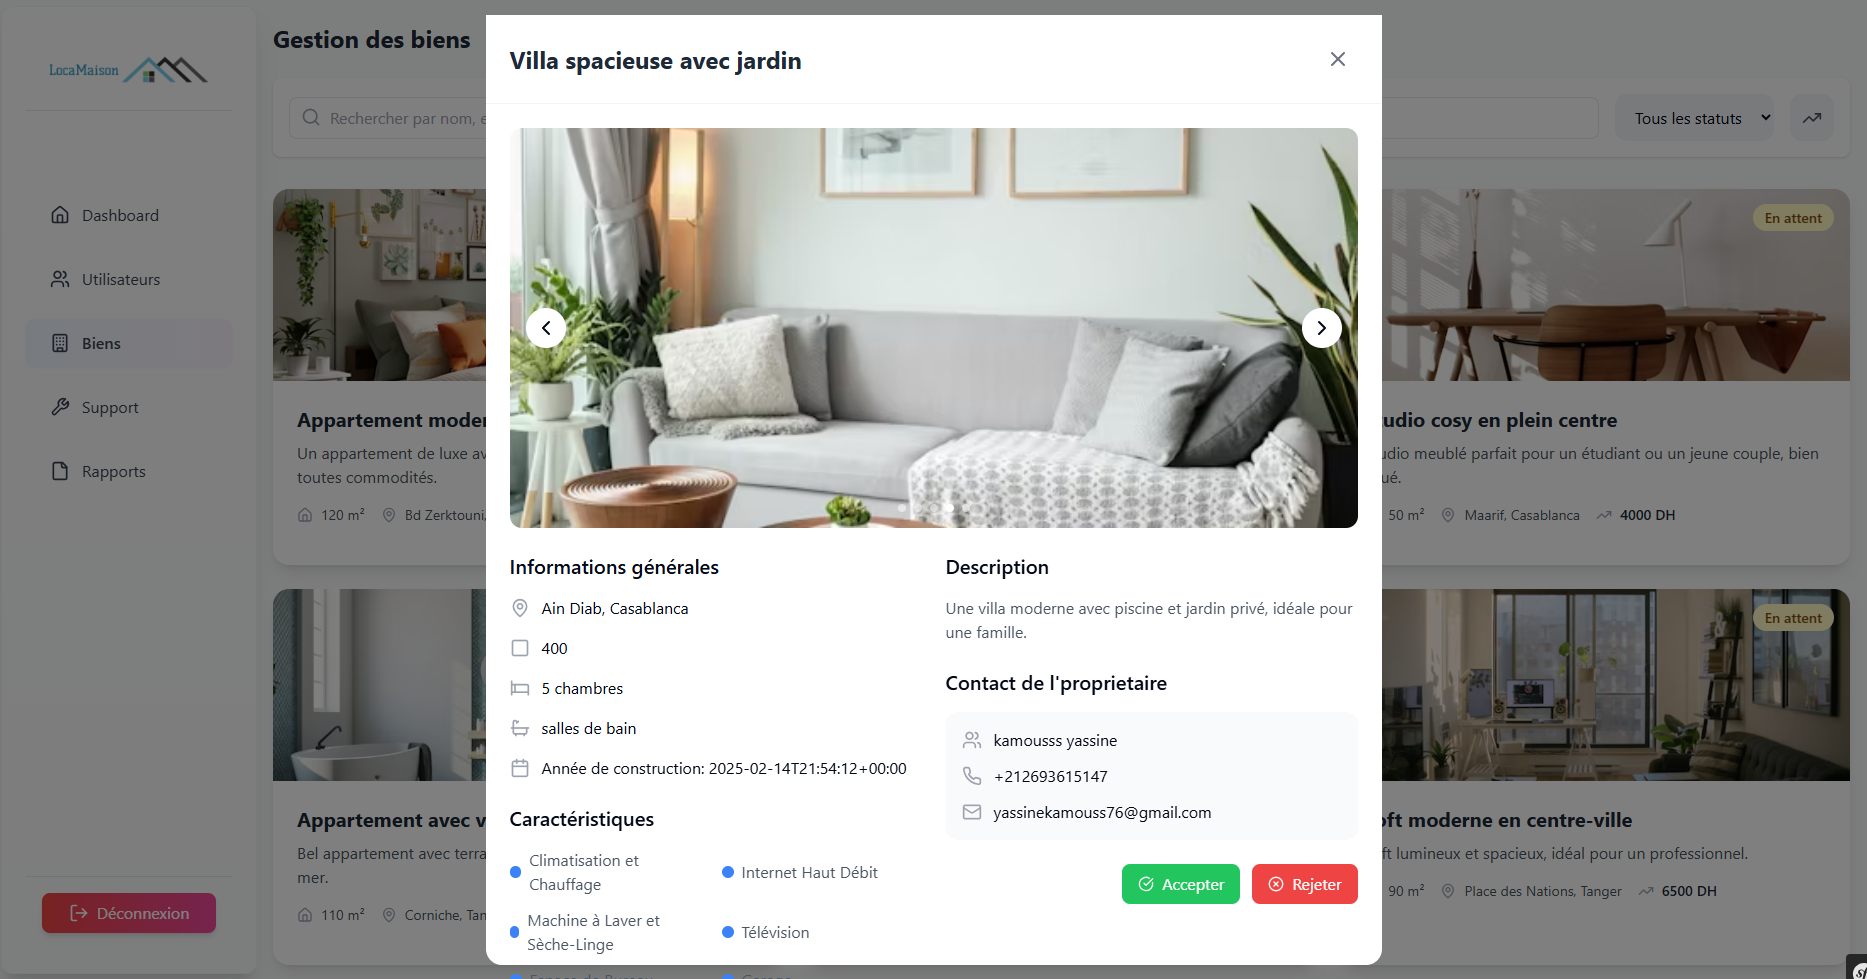 LocaMaison
Dashboard
Utilisateurs
Biens
Support
Rapports
Déconnexion
Gestion des biens
Rechercher par nom, e
Tous les statuts
Appartement moder
Un appartement de luxe av
toutes commodités.
120 m²
Bd Zerktouni,
En attent
udio cosy en plein centre
udio meublé parfait pour un étudiant ou un jeune couple, bien
ué.
50 m²
Maarif, Casablanca
4000 DH
Appartement avec v
Bel appartement avec terra
mer.
110 m²
Corniche, Tan
En attent
oft moderne en centre-ville
ft lumineux et spacieux, idéal pour un professionnel.
90 m²
Place des Nations, Tanger
6500 DH
Villa spacieuse avec jardin
Informations générales
Ain Diab, Casablanca
400
5 chambres
salles de bain
Année de construction: 2025-02-14T21:54:12+00:00
Caractéristiques
Climatisation et
Chauffage
Internet Haut Débit
Machine à Laver et
Sèche-Linge
Télévision
Description
Une villa moderne avec piscine et jardin privé, idéale pour
une famille.
Contact de l'proprietaire
kamousss yassine
+212693615147
yassinekamouss76@gmail.com
Accepter
Rejeter